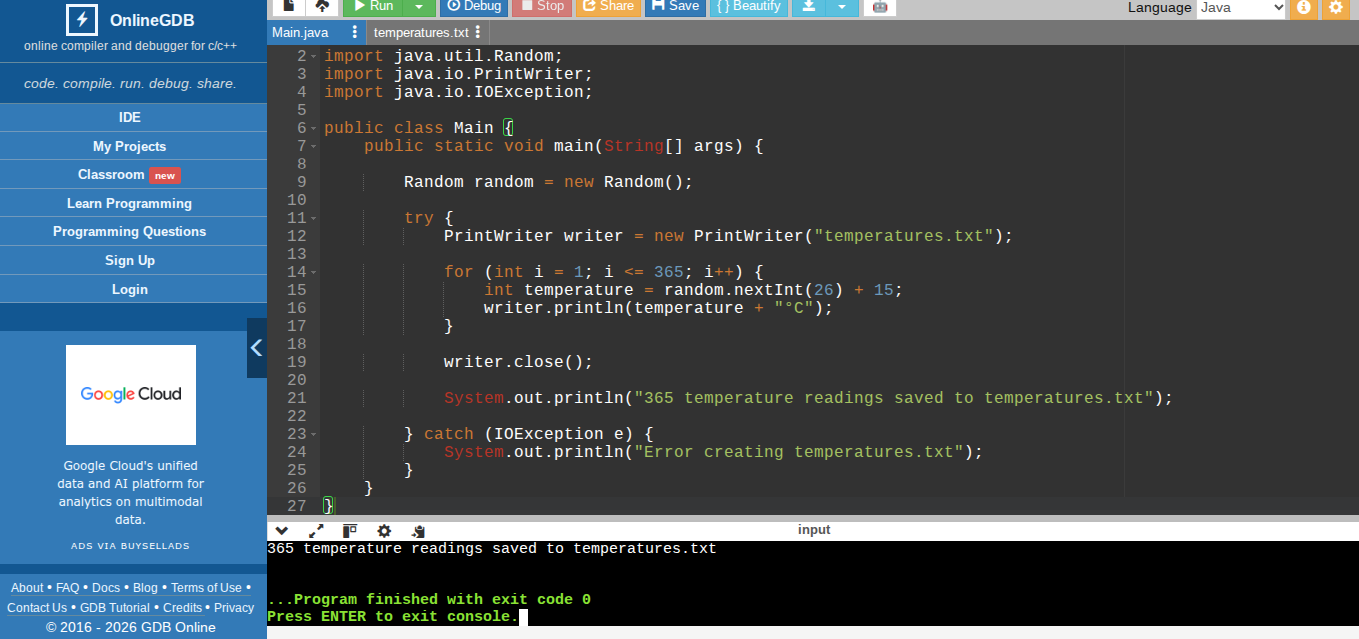 OnlineGDB
online compiler and debugger for c/c++
code. compile. run. debug. share.
IDE
My Projects
Classroom new
Learn Programming
Programming Questions
Sign Up
Login
Google Cloud
Google Cloud's unified
data and AI platform for
analytics on multimodal
data.
ADS VIA BUYSELLADS
About • FAQ • Docs • Blog • Terms of Use •
Contact Us • GDB Tutorial • Credits • Privacy
© 2016 - 2026 GDB Online
Run Debug Stop Share Save {} Beautify Language Java
Main.java temperatures.txt
2 import java.util.Random;
3 import java.io.PrintWriter;
4 import java.io.IOException;
5
6 public class Main {
7     public static void main(String[] args) {
8
9         Random random = new Random();
10
11         try {
12             PrintWriter writer = new PrintWriter("temperatures.txt");
13
14             for (int i = 1; i <= 365; i++) {
15                 int temperature = random.nextInt(26) + 15;
16                 writer.println(temperature + "°C");
17             }
18
19             writer.close();
20
21             System.out.println("365 temperature readings saved to temperatures.txt");
22
23         } catch (IOException e) {
24             System.out.println("Error creating temperatures.txt");
25         }
26     }
27 }
input
365 temperature readings saved to temperatures.txt
...Program finished with exit code 0
Press ENTER to exit console.